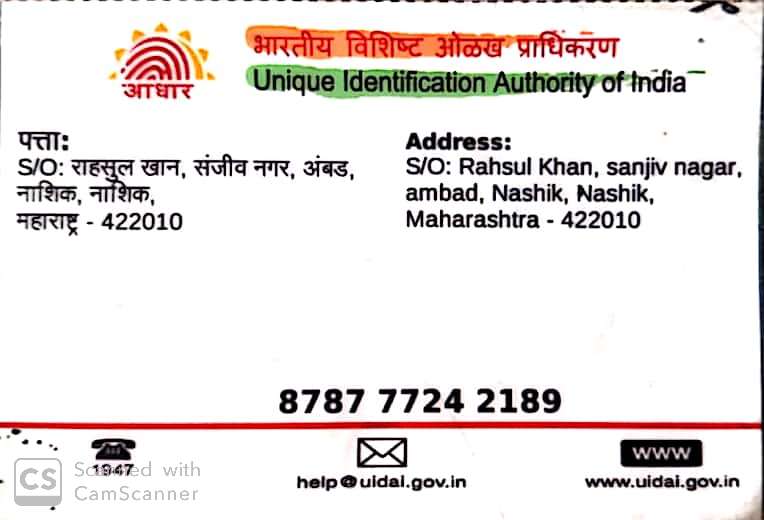 आधार
भारतीय विशिष्ट ओळख प्राधिकरण
Unique Identification Authority of India
पत्ता:
S/O: राहसुल खान, संजीव नगर, अंबड,
नाशिक, नाशिक,
महाराष्ट्र - 422010
Address:
S/O: Rahsul Khan, sanjiv nagar,
ambad, Nashik, Nashik,
Maharashtra - 422010
8787 7724 2189
1947
help@uidai.gov.in
WWW
www.uidai.gov.in
CS
Scanned with
CamScanner